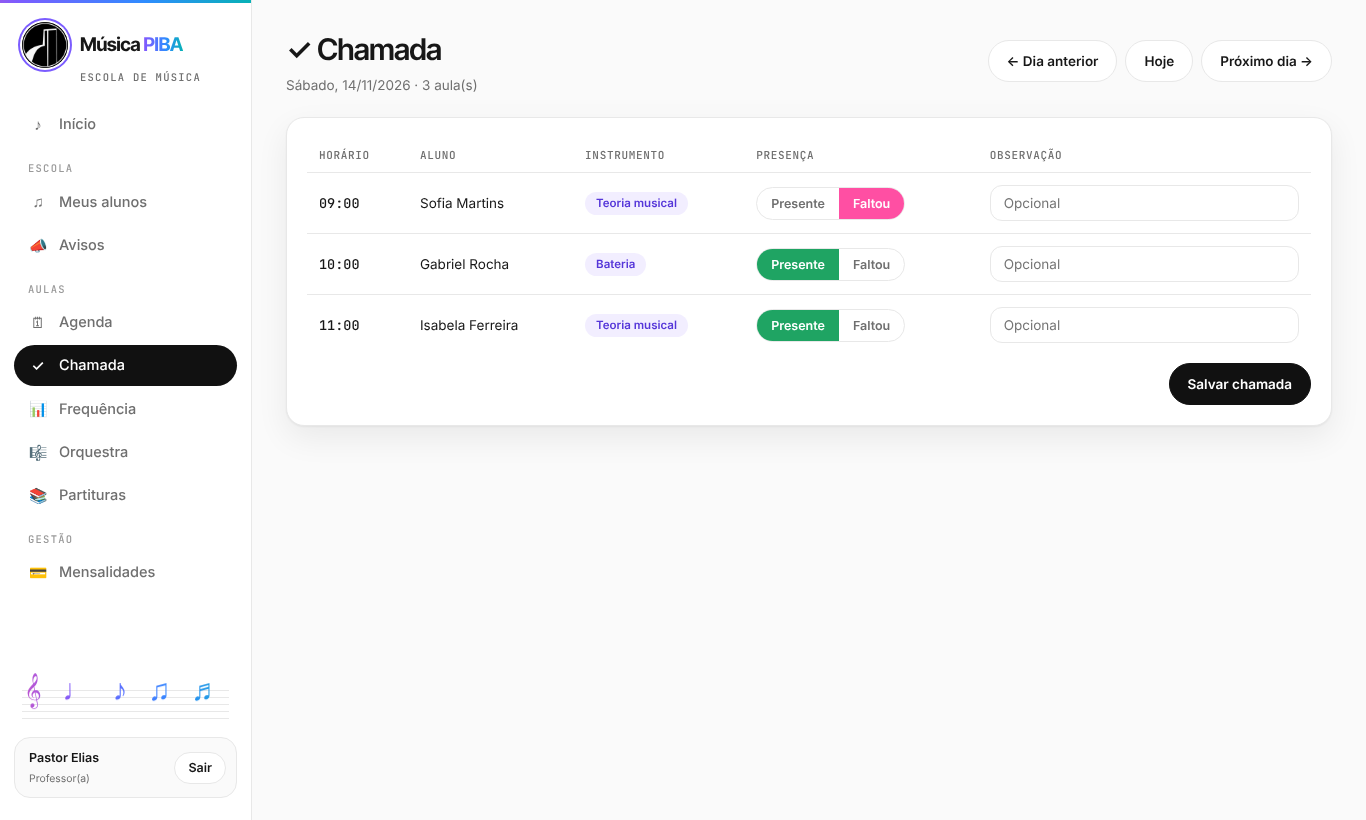 Música PIBA
ESCOLA DE MÚSICA
Início
ESCOLA
Meus alunos
Avisos
AULAS
Agenda
Chamada
Frequência
Orquestra
Partituras
GESTÃO
Mensalidades
Pastor Elias
Professor(a)
Sair
✓ Chamada
Sábado, 14/11/2026 · 3 aula(s)
← Dia anterior Hoje Próximo dia →
HORÁRIO ALUNO INSTRUMENTO PRESENÇA OBSERVAÇÃO
09:00 Sofia Martins Teoria musical Presente Faltou Opcional
10:00 Gabriel Rocha Bateria Presente Faltou Opcional
11:00 Isabela Ferreira Teoria musical Presente Faltou Opcional
Salvar chamada